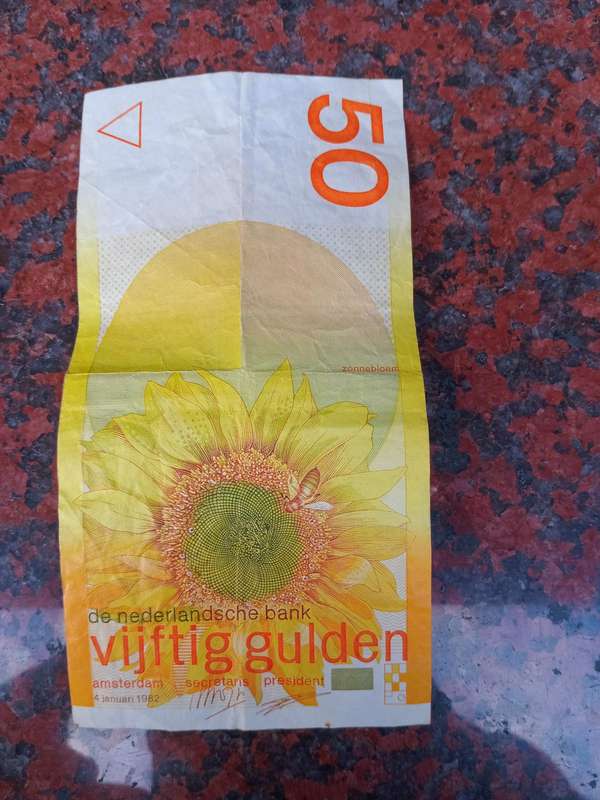 50
zonnebloem
de nederlandsche bank
vijftig gulden
amsterdam secretaris president
4 januari 1982